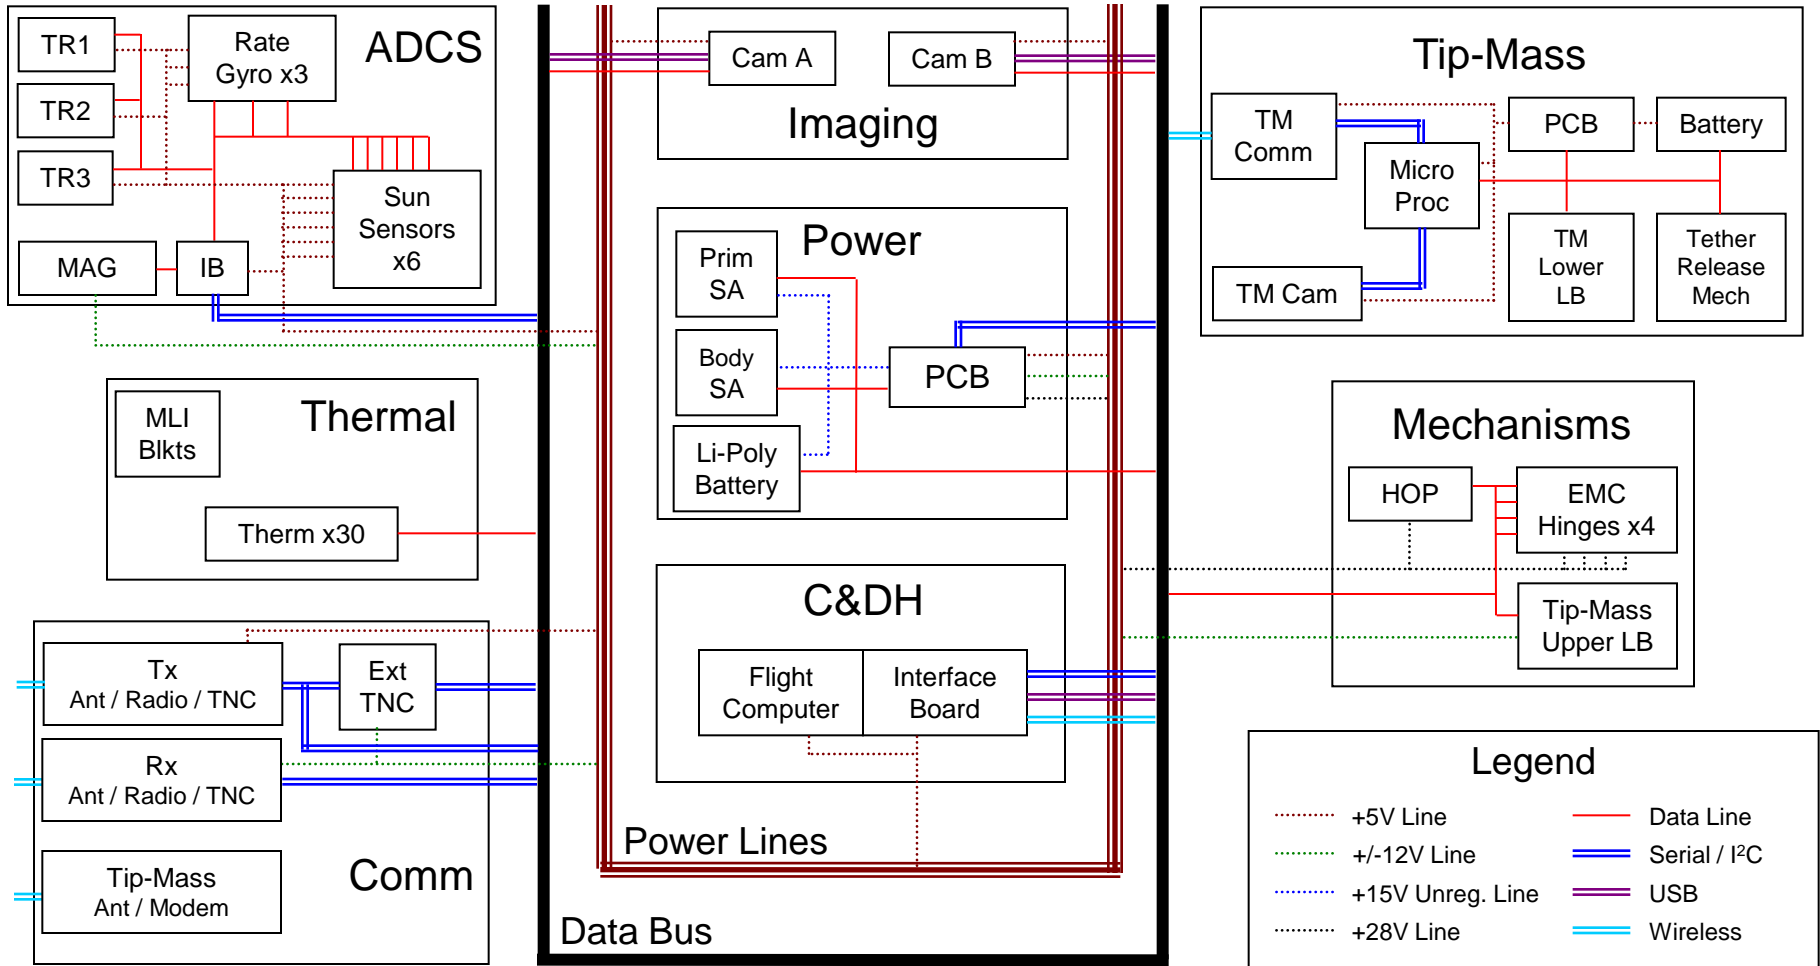 ADCS
TR1
TR2
TR3
Rate
Gyro x3
Sun
Sensors
x6
MAG
IB
Thermal
MLI
Blkts
Therm x30
Comm
Tx
Ant / Radio / TNC
Ext
TNC
Rx
Ant / Radio / TNC
Tip-Mass
Ant / Modem
Imaging
Cam A
Cam B
Power
Prim
SA
Body
SA
Li-Poly
Battery
PCB
C&DH
Flight
Computer
Interface
Board
Power Lines
Data Bus
Tip-Mass
TM
Comm
Micro
Proc
TM Cam
PCB
Battery
TM
Lower
LB
Tether
Release
Mech
Mechanisms
HOP
EMC
Hinges x4
Tip-Mass
Upper LB
Legend
+5V Line
+/-12V Line
+15V Unreg. Line
+28V Line
Data Line
Serial / I²C
USB
Wireless